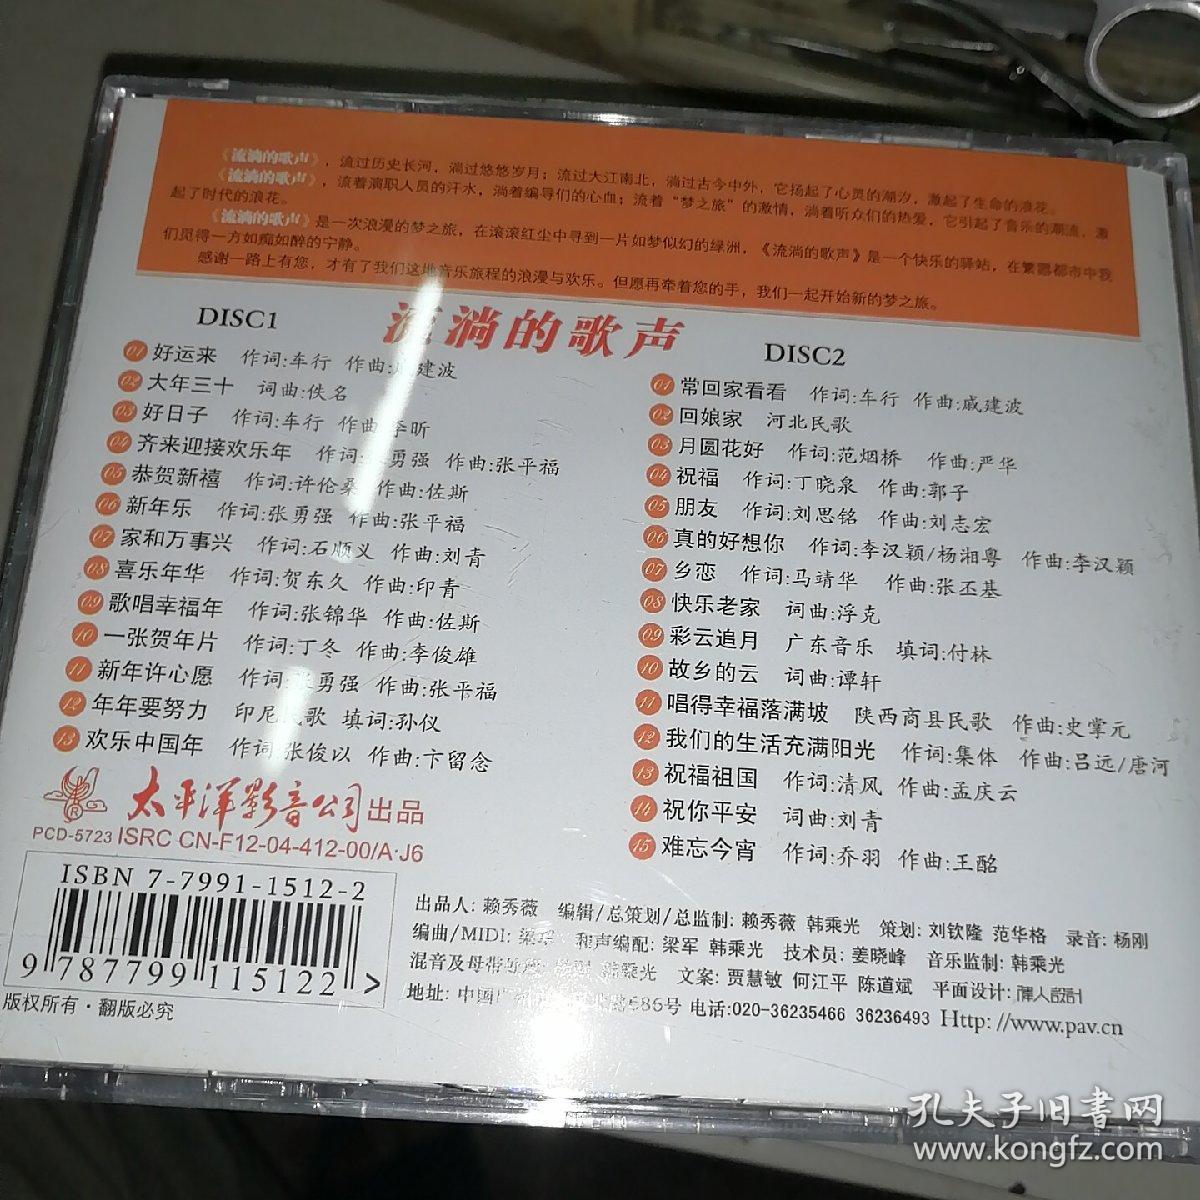 《流淌的歌声》，流过历史长河，淌过悠悠岁月；流过大江南北，淌过古今中外，它扬起了心灵的潮汐，激起了生命的浪花。
《流淌的歌声》，流着演职人员的汗水，淌着编导们的心血；流着“梦之旅”的激情，淌着听众们的热爱，它引起了音乐的潮流，激
起了时代的浪花。
《流淌的歌声》是一次浪漫的梦之旅，在滚滚红尘中寻到一片如梦似幻的绿洲，《流淌的歌声》是一个快乐的驿站，在繁嚣都市中我
们觅得一方如痴如醉的宁静。
感谢一路上有您，才有了我们这地音乐旅程的浪漫与欢乐。但愿再牵着您的手，我们一起开始新的梦之旅。
流淌的歌声
DISC1
01 好运来 作词:车行 作曲: 建波
02 大年三十 词曲:佚名
03 好日子 作词:车行 作曲 李昕
04 齐来迎接欢乐年 作词: 勇强 作曲:张平福
05 恭贺新禧 作词:许伦桑 作曲:佐斯
06 新年乐 作词:张勇强 作曲:张平福
07 家和万事兴 作词:石顺义 作曲:刘青
08 喜乐年华 作词:贺东久 作曲:印青
09 歌唱幸福年 作词:张锦华 作曲:佐斯
10 一张贺年片 作词:丁冬 作曲:李俊雄
11 新年许心愿 作词: 勇强 作曲:张平福
12 年年要努力 印尼民歌 填词:孙仪
13 欢乐中国年 作词 张俊以 作曲:卞留念
DISC2
01 常回家看看 作词:车行 作曲:戚建波
02 回娘家 河北民歌
03 月圆花好 作词:范烟桥 作曲:严华
04 祝福 作词:丁晓泉 作曲:郭子
05 朋友 作词:刘思铭 作曲:刘志宏
06 真的好想你 作词:李汉颖/杨湘粤 作曲:李汉颖
07 乡恋 作词:马靖华 作曲:张丕基
08 快乐老家 词曲:浮克
09 彩云追月 广东音乐 填词:付林
10 故乡的云 词曲:谭轩
11 唱得幸福落满坡 陕西商县民歌 作曲:史掌元
12 我们的生活充满阳光 作词:集体 作曲:吕远/唐河
13 祝福祖国 作词:清风 作曲:孟庆云
14 祝你平安 词曲:刘青
15 难忘今宵 作词:乔羽 作曲:王酩
太平洋影音公司出品
PCD-5723 ISRC CN-F12-04-412-00/A·J6
ISBN 7-7991-1512-2
9 787799 115122 >
版权所有·翻版必究
出品人: 赖秀薇 编辑/总策划/总监制: 赖秀薇 韩乘光 策划: 刘钦隆 范华格 录音: 杨刚
编曲/MIDI: 梁军 和声编配: 梁军 韩乘光 技术员: 姜晓峰 音乐监制: 韩乘光
混音及母带 乘光 文案: 贾慧敏 何江平 陈道斌 平面设计: 人設計
地址: 中国广 686号 电话:020-36235466 36236493 Http://www.pav.cn
孔夫子旧书网
www.kongfz.com